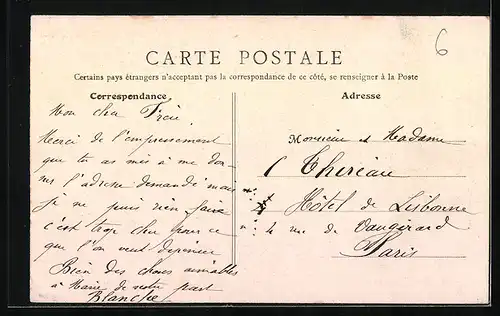 6
CARTE POSTALE
Certains pays étrangers n'acceptant pas la correspondance de ce côté, se renseigner à la Poste
Correspondance
Mon cher
Merci de l'empressement
que tu as mis à me don-
ner l'adresse demandé mais
je ne puis rien faire
c'est trop cher pour ce
que l'on veut dépenser
Bien des choses aimables
à Marie de notre part
Blanche
Adresse
Monsieur et Madame
Thereau
Hôtel de Lisbonne
4 rue de Vaugirard
Paris